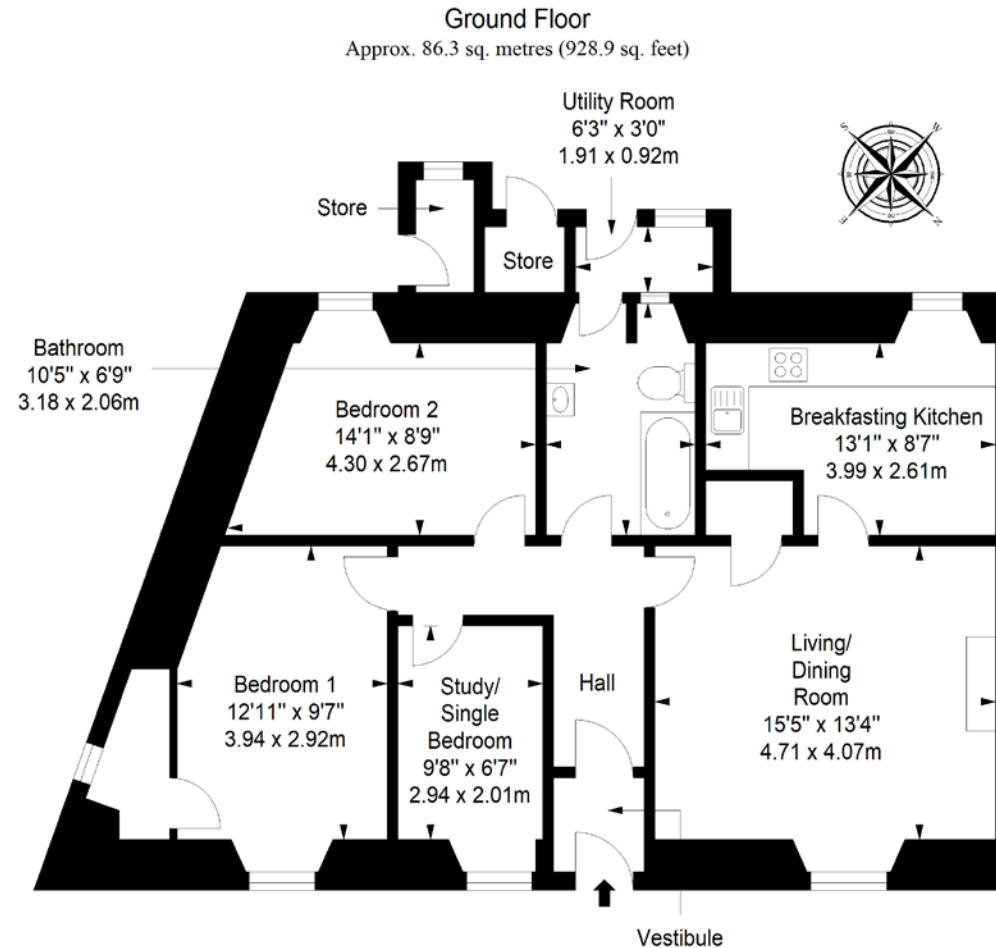 Ground Floor
Approx. 86.3 sq. metres (928.9 sq. feet)
Utility Room
6'3" x 3'0"
1.91 x 0.92m
S
W
E
N
Store
Store
Bathroom
10'5" x 6'9"
3.18 x 2.06m
Bedroom 2
14'1" x 8'9"
4.30 x 2.67m
Breakfasting Kitchen
13'1" x 8'7"
3.99 x 2.61m
Bedroom 1
12'11" x 9'7"
3.94 x 2.92m
Study/
Single
Bedroom
9'8" x 6'7"
2.94 x 2.01m
Hall
Living/
Dining
Room
15'5" x 13'4"
4.71 x 4.07m
Vestibule